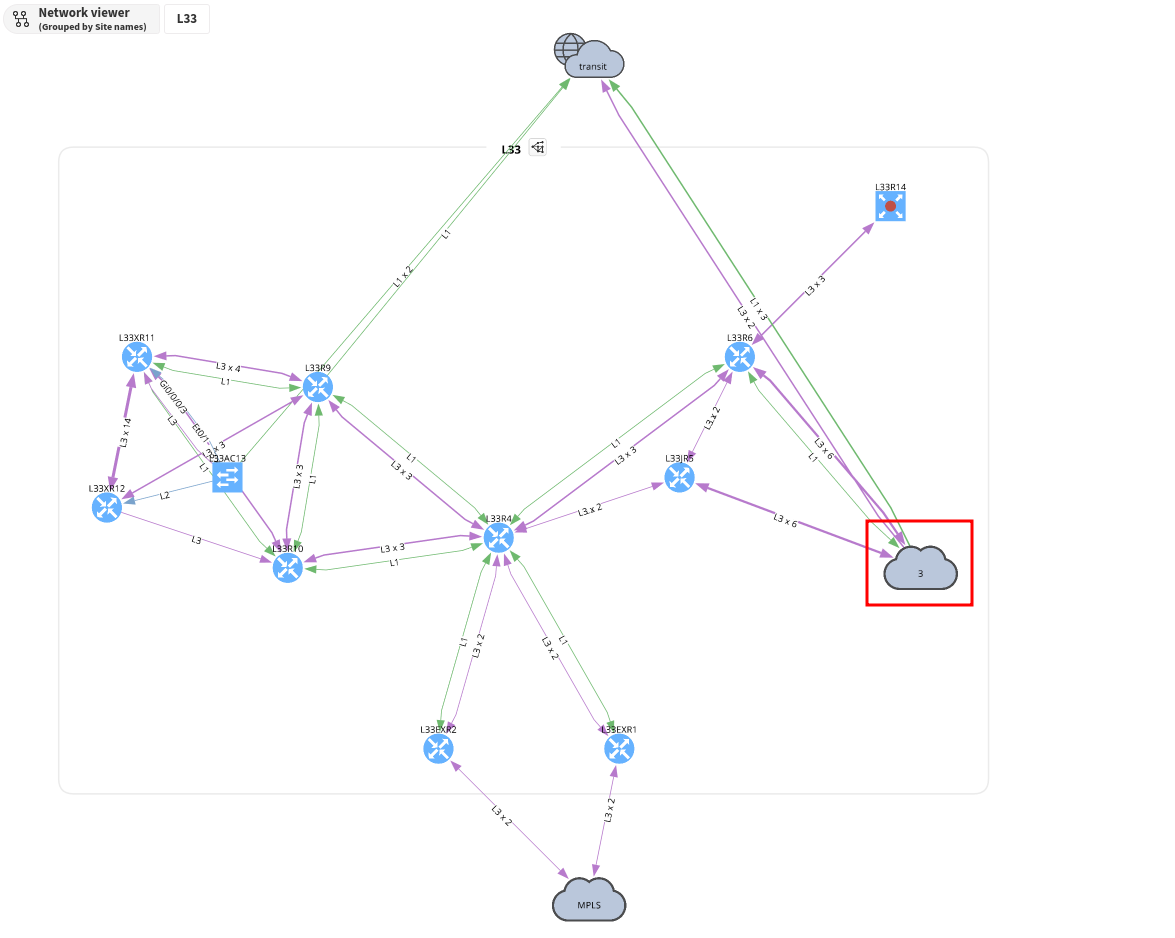 Network viewer
(Grouped by Site names)
L33
transit
L33
L33R14
L1
L1 x 2
L3 x 3
L1 x 3
L3 x 2
L33XR11
L33R6
L3 x 4
L33R9
L1
Gi0/0/0/3
L3
L3 x 14
L3 x 2
L1
L3 x 3
L3 x 6
L1
L1
L3 x 3
L33AC13
L33JR5
L1
L3 x 3
L1
L33XR12
L2
L3 x 2
L33R4
L3 x 6
L3
L33R10
L3 x 3
L1
3
L1
L3 x 2
L3 x 2
L1
L33EXR2
L33EXR1
L3 x 2
L3 x 2
MPLS